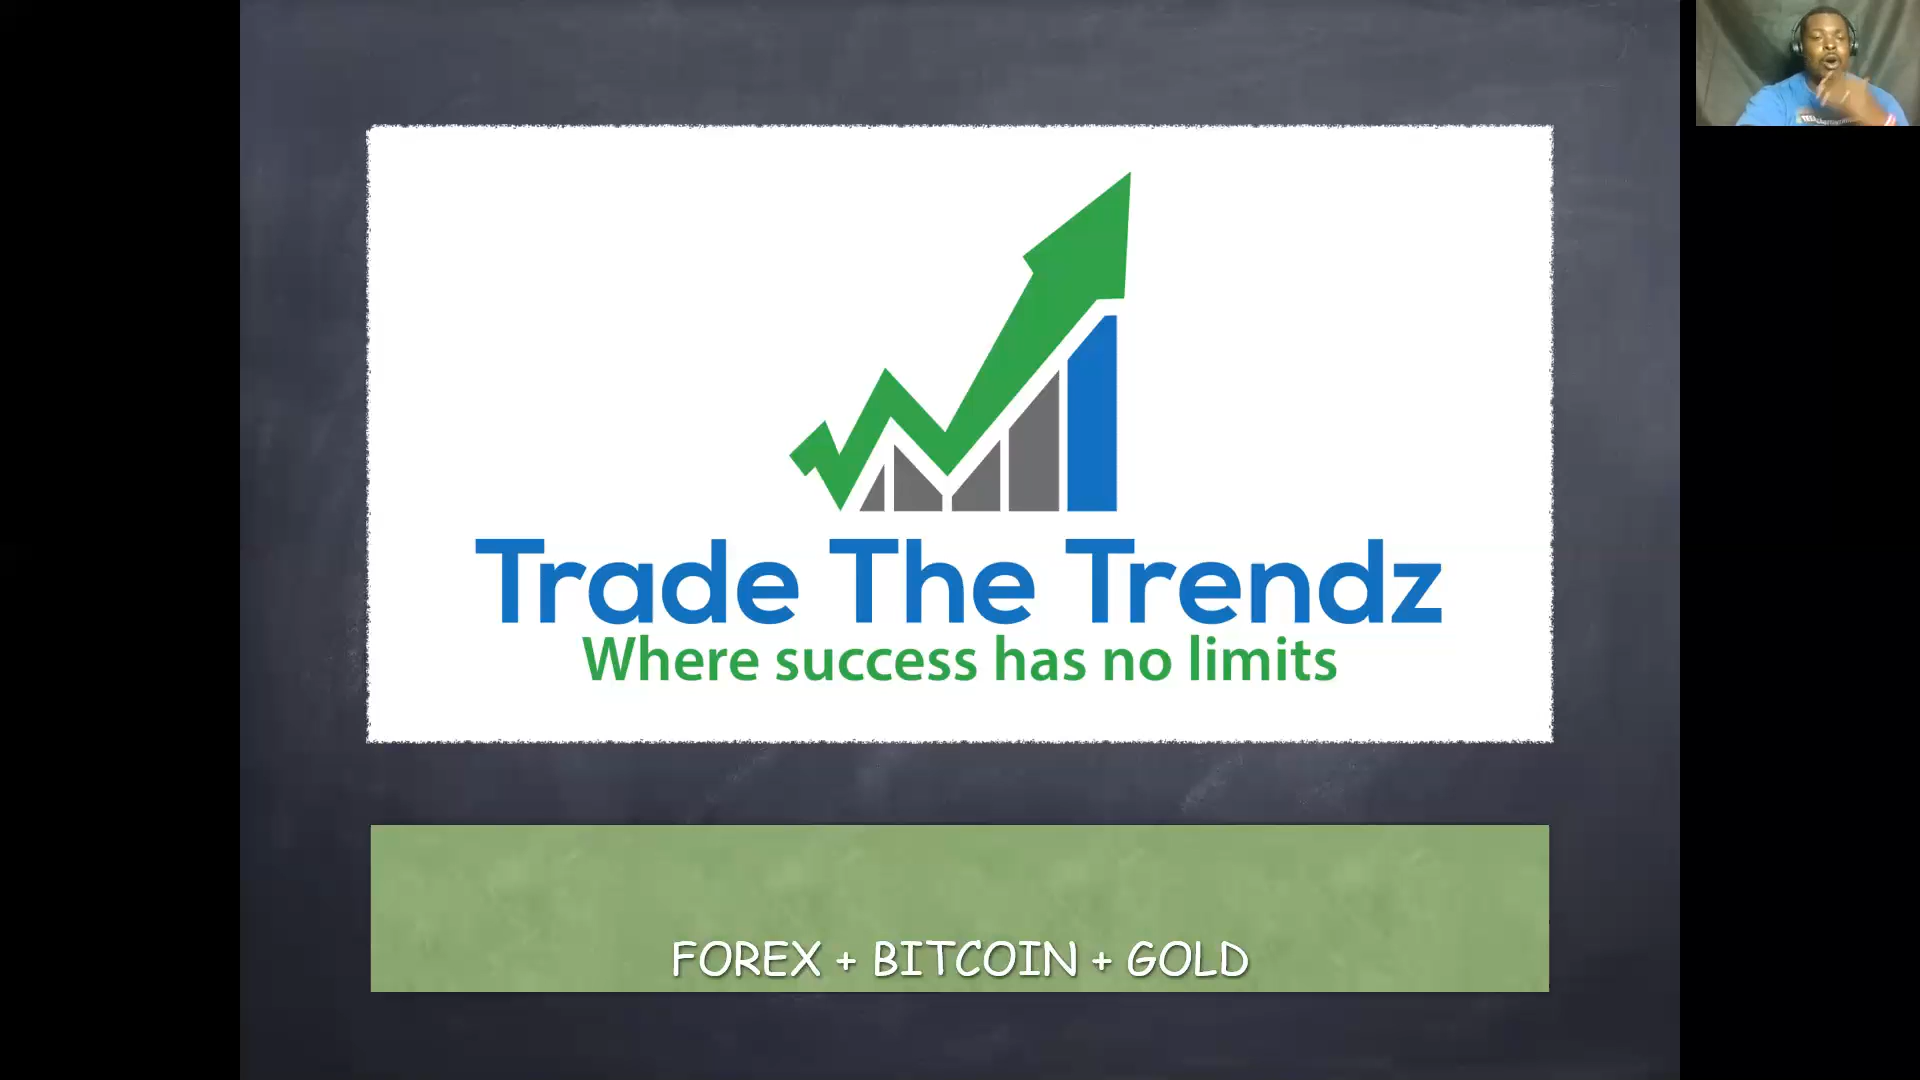 Trade The Trendz
Where success has no limits
FOREX + BITCOIN + GOLD